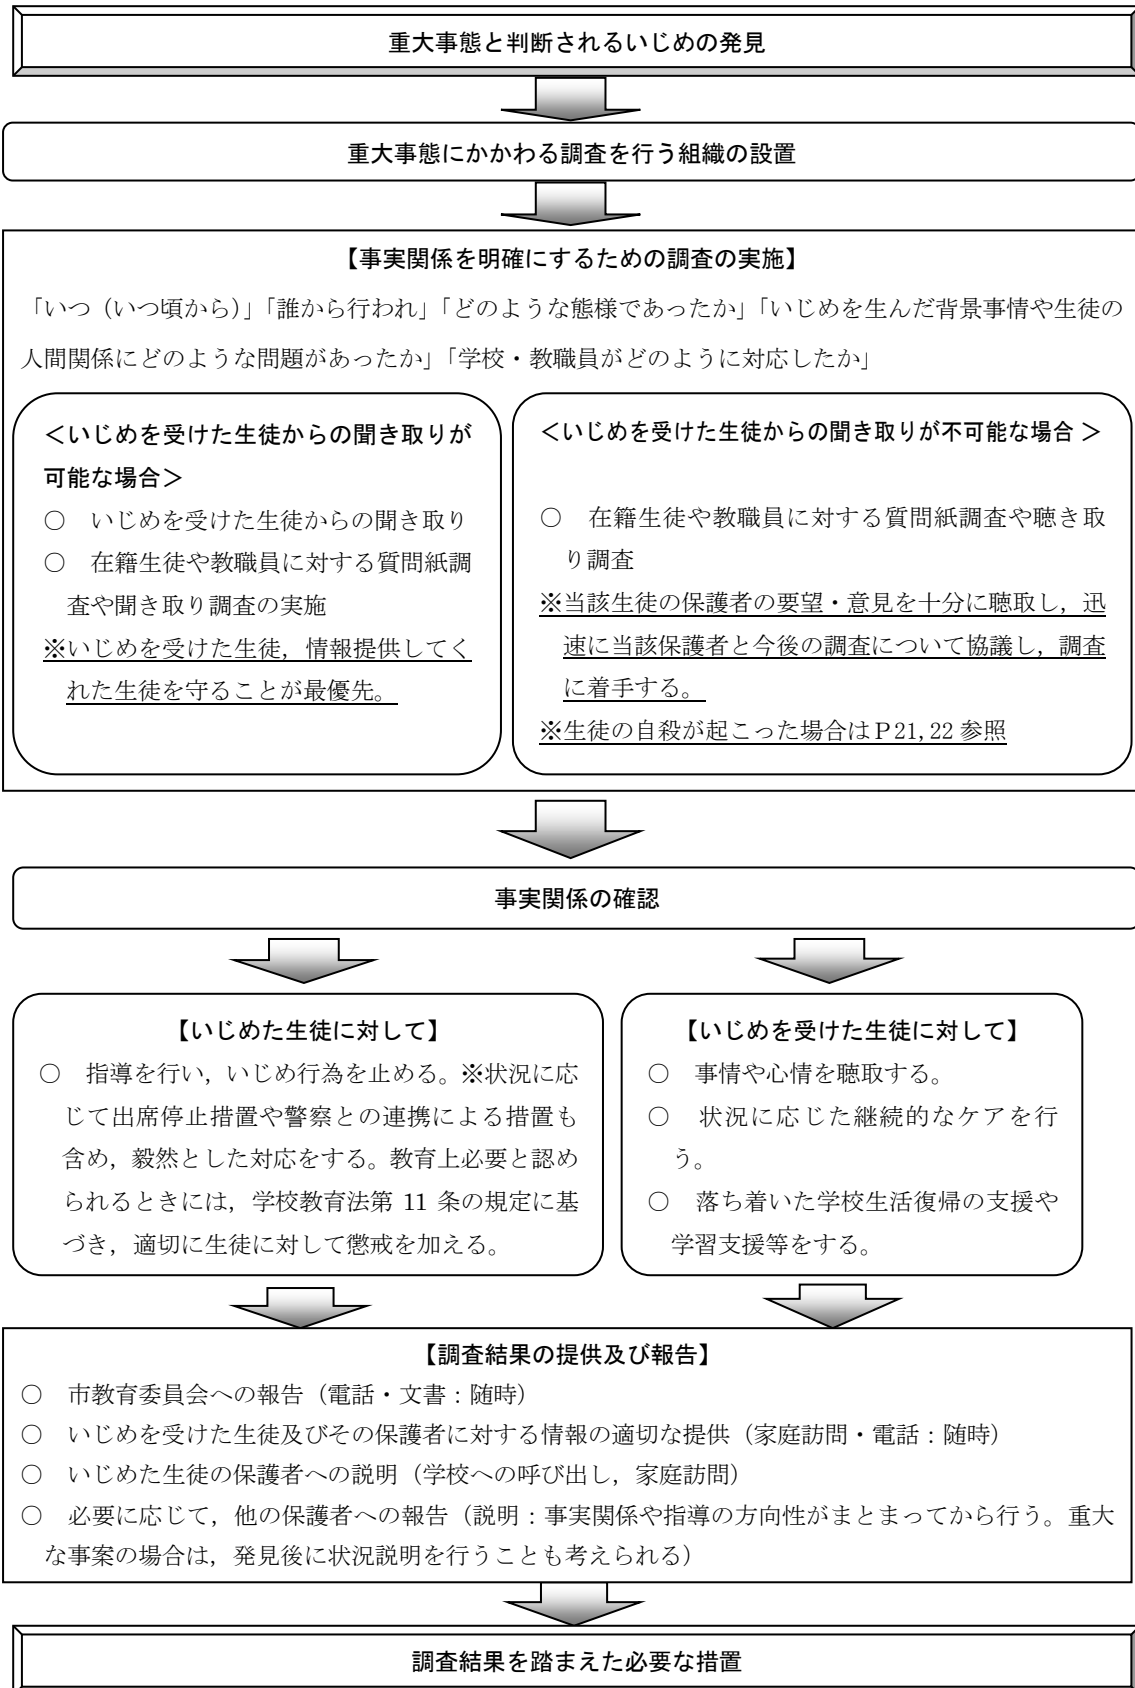 重大事態と判断されるいじめの発見
重大事態にかかわる調査を行う組織の設置
【事実関係を明確にするための調査の実施】
「いつ（いつ頃から）」「誰から行われ」「どのような態様であったか」「いじめを生んだ背景事情や生徒の
人間関係にどのような問題があったか」「学校・教職員がどのように対応したか」
＜いじめを受けた生徒からの聞き取りが
可能な場合＞
○　いじめを受けた生徒からの聞き取り
○　在籍生徒や教職員に対する質問紙調
査や聞き取り調査の実施
※いじめを受けた生徒，情報提供してく
れた生徒を守ることが最優先。
＜いじめを受けた生徒からの聞き取りが不可能な場合 ＞
○　在籍生徒や教職員に対する質問紙調査や聴き取
り調査
※当該生徒の保護者の要望・意見を十分に聴取し，迅
速に当該保護者と今後の調査について協議し，調査
に着手する。
※生徒の自殺が起こった場合はＰ21, 22 参照
事実関係の確認
【いじめた生徒に対して】
○　指導を行い，いじめ行為を止める。※状況に応
じて出席停止措置や警察との連携による措置も
含め，毅然とした対応をする。教育上必要と認め
られるときには，学校教育法第 11 条の規定に基
づき，適切に生徒に対して懲戒を加える。
【いじめを受けた生徒に対して】
○　事情や心情を聴取する。
○　状況に応じた継続的なケアを行
う。
○　落ち着いた学校生活復帰の支援や
学習支援等をする。
【調査結果の提供及び報告】
○　市教育委員会への報告（電話・文書：随時）
○　いじめを受けた生徒及びその保護者に対する情報の適切な提供（家庭訪問・電話：随時）
○　いじめた生徒の保護者への説明（学校への呼び出し，家庭訪問）
○　必要に応じて，他の保護者への報告（説明：事実関係や指導の方向性がまとまってから行う。重大
な事案の場合は，発見後に状況説明を行うことも考えられる）
調査結果を踏まえた必要な措置